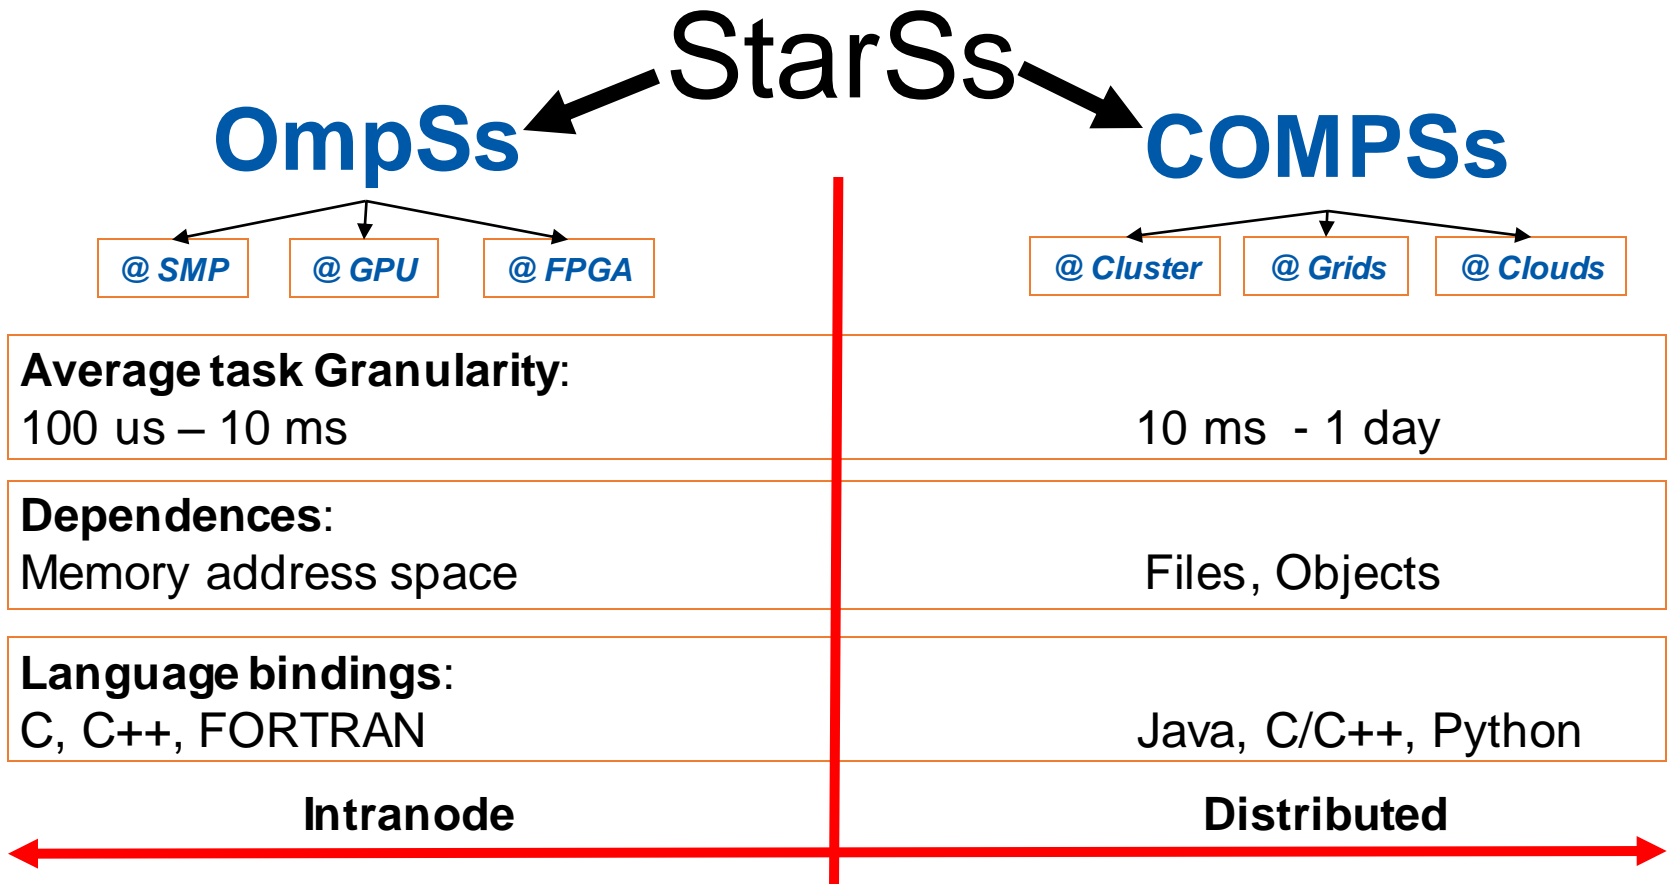 StarSs
OmpSs
COMPSs
@ SMP
@ GPU
@ FPGA
@ Cluster
@ Grids
@ Clouds
Average task Granularity:
100 us – 10 ms
10 ms - 1 day
Dependences:
Memory address space
Files, Objects
Language bindings:
C, C++, FORTRAN
Java, C/C++, Python
Intranode
Distributed